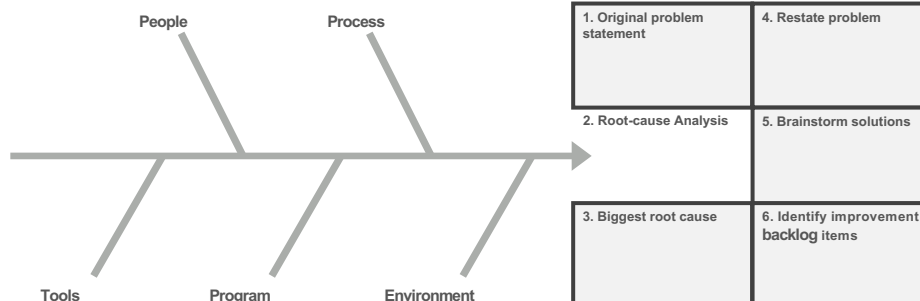 People
Process
Tools
Program
Environment
1. Original problem
statement
4. Restate problem
2. Root-cause Analysis
5. Brainstorm solutions
3. Biggest root cause
6. Identify improvement
backlog items